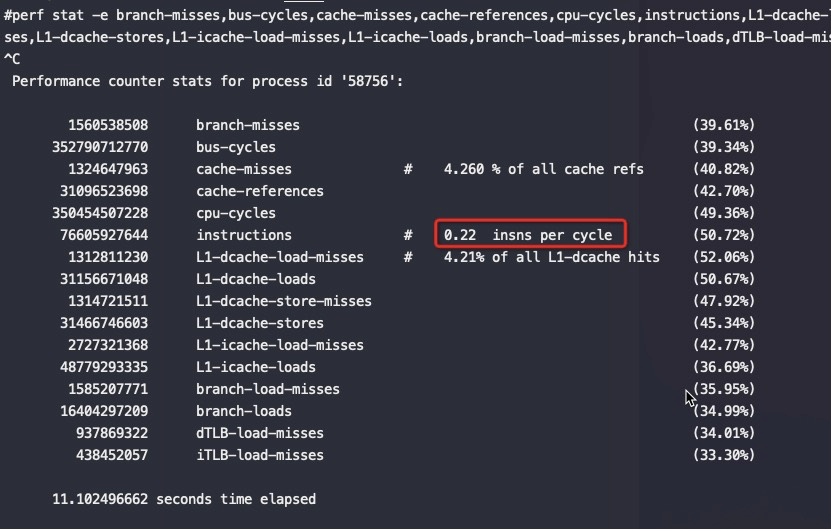 #perf stat -e branch-misses,bus-cycles,cache-misses,cache-references,cpu-cycles,instructions,L1-dcache-l
ses,L1-dcache-stores,L1-icache-load-misses,L1-icache-loads,branch-load-misses,branch-loads,dTLB-load-mis
^C
Performance counter stats for process id '58756':
1560538508 branch-misses (39.61%)
352790712770 bus-cycles (39.34%)
1324647963 cache-misses # 4.260 % of all cache refs (40.82%)
31096523698 cache-references (42.70%)
350454507228 cpu-cycles (49.36%)
76605927644 instructions # 0.22 insns per cycle (50.72%)
1312811230 L1-dcache-load-misses # 4.21% of all L1-dcache hits (52.06%)
31156671048 L1-dcache-loads (50.67%)
1314721511 L1-dcache-store-misses (47.92%)
31466746603 L1-dcache-stores (45.34%)
2727321368 L1-icache-load-misses (42.77%)
48779293335 L1-icache-loads (36.69%)
1585207771 branch-load-misses (35.95%)
16404297209 branch-loads (34.99%)
937869322 dTLB-load-misses (34.01%)
438452057 iTLB-load-misses (33.30%)
11.102496662 seconds time elapsed